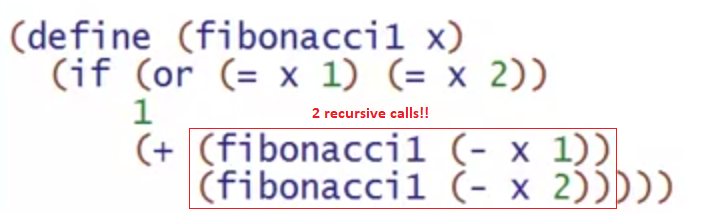 (define (fibonacci1 x)
(if (or (= x 1) (= x 2))
1
2 recursive calls!!
(+ (fibonacci1 (- x 1))
(fibonacci1 (- x 2)))))